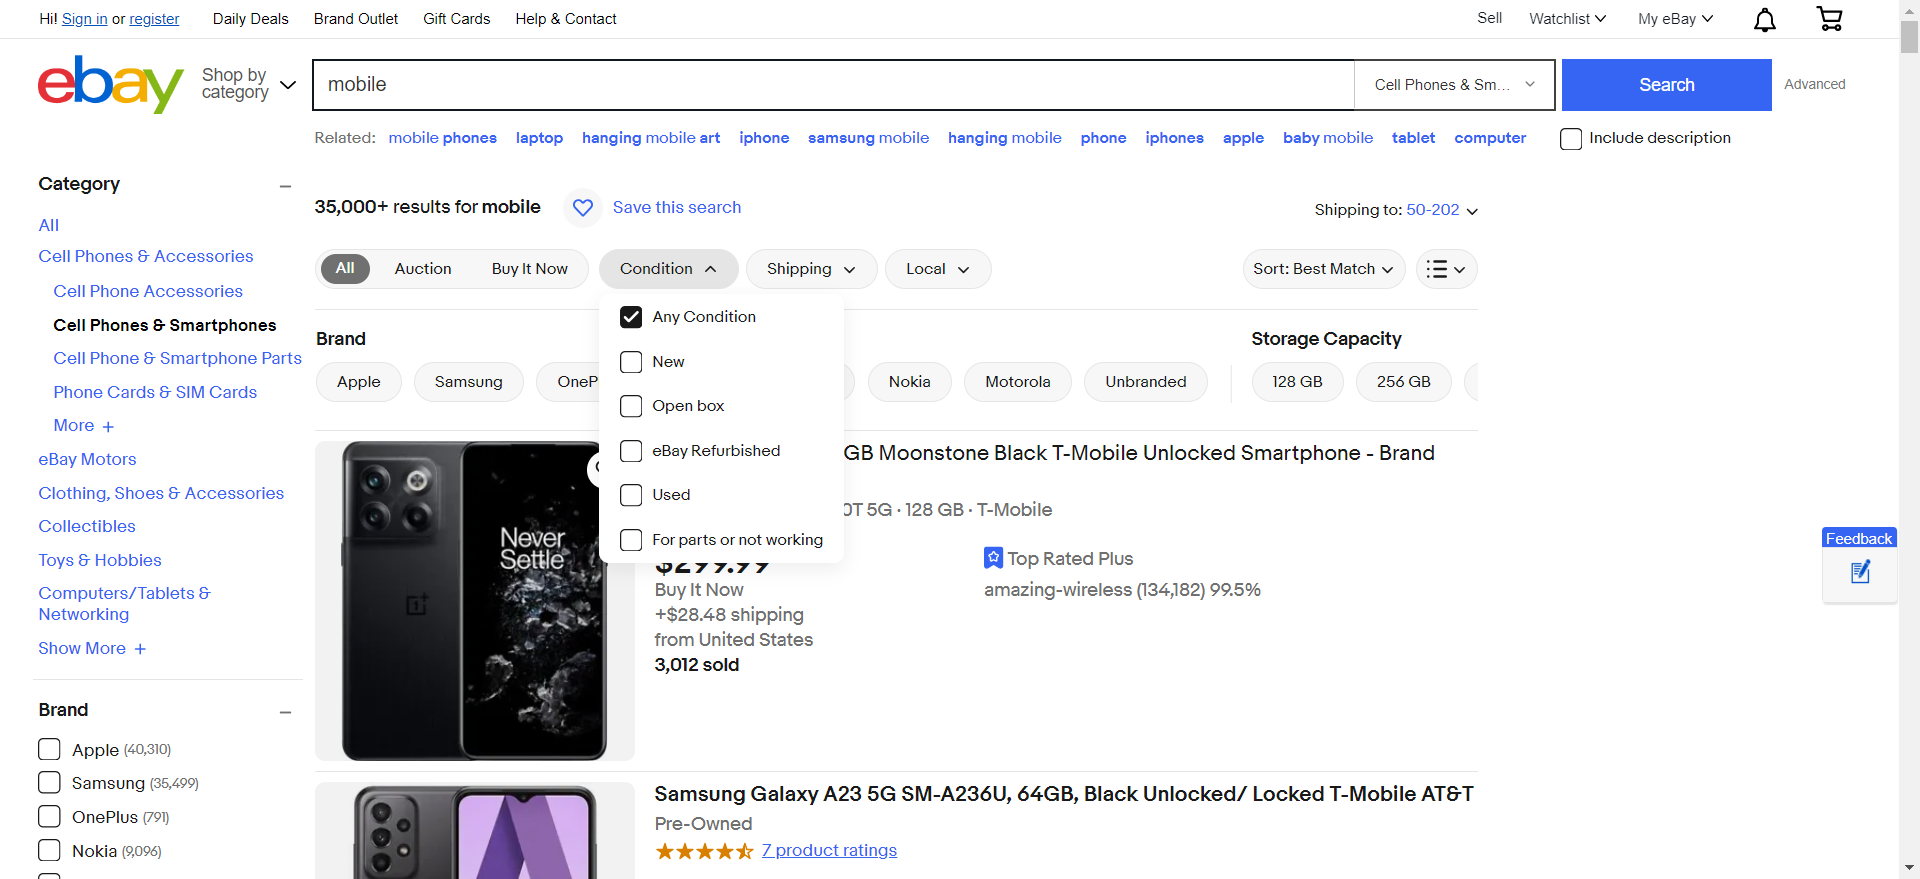 Hi! Sign in or register
Daily Deals
Brand Outlet
Gift Cards
Help & Contact
Sell
Watchlist
My eBay
ebay
Shop by category
mobile
Cell Phones & Sm...
Search
Advanced
Related: mobile phones laptop hanging mobile art iphone samsung mobile hanging mobile phone iphones apple baby mobile tablet computer
Include description
Category
All
Cell Phones & Accessories
Cell Phone Accessories
Cell Phones & Smartphones
Cell Phone & Smartphone Parts
Phone Cards & SIM Cards
More
eBay Motors
Clothing, Shoes & Accessories
Collectibles
Toys & Hobbies
Computers/Tablets &
Networking
Show More
Brand
Apple (40,310)
Samsung (35,499)
OnePlus (791)
Nokia (9,096)
35,000+ results for mobile
Save this search
Shipping to: 50-202
All
Auction
Buy It Now
Condition
Shipping
Local
Sort: Best Match
Any Condition
New
Open box
eBay Refurbished
Used
For parts or not working
Brand
Apple
Samsung
OneP
Nokia
Motorola
Unbranded
Storage Capacity
128 GB
256 GB
Never
Settle
GB Moonstone Black T-Mobile Unlocked Smartphone - Brand
0T 5G · 128 GB · T-Mobile
$299.99
Buy It Now
+$28.48 shipping
from United States
3,012 sold
Top Rated Plus
amazing-wireless (134,182) 99.5%
Samsung Galaxy A23 5G SM-A236U, 64GB, Black Unlocked/ Locked T-Mobile AT&T
Pre-Owned
7 product ratings
Feedback